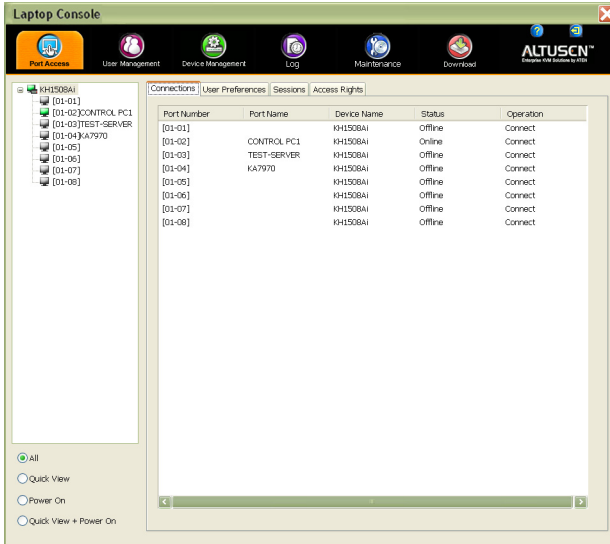 Laptop Console
Port Access
User Management
Device Management
Log
Maintenance
Download
ALTUSCN™
Enterprise KVM Solutions by ATEN
KH1508Ai
[01-01]
[01-02]CONTROL PC1
[01-03]TEST-SERVER
[01-04]KA7970
[01-05]
[01-06]
[01-07]
[01-08]
Connections User Preferences Sessions Access Rights
Port Number Port Name Device Name Status Operation
[01-01] KH1508Ai Offline Connect
[01-02] CONTROL PC1 KH1508Ai Online Connect
[01-03] TEST-SERVER KH1508Ai Offline Connect
[01-04] KA7970 KH1508Ai Offline Connect
[01-05] KH1508Ai Offline Connect
[01-06] KH1508Ai Offline Connect
[01-07] KH1508Ai Offline Connect
[01-08] KH1508Ai Offline Connect
All
Quick View
Power On
Quick View + Power On